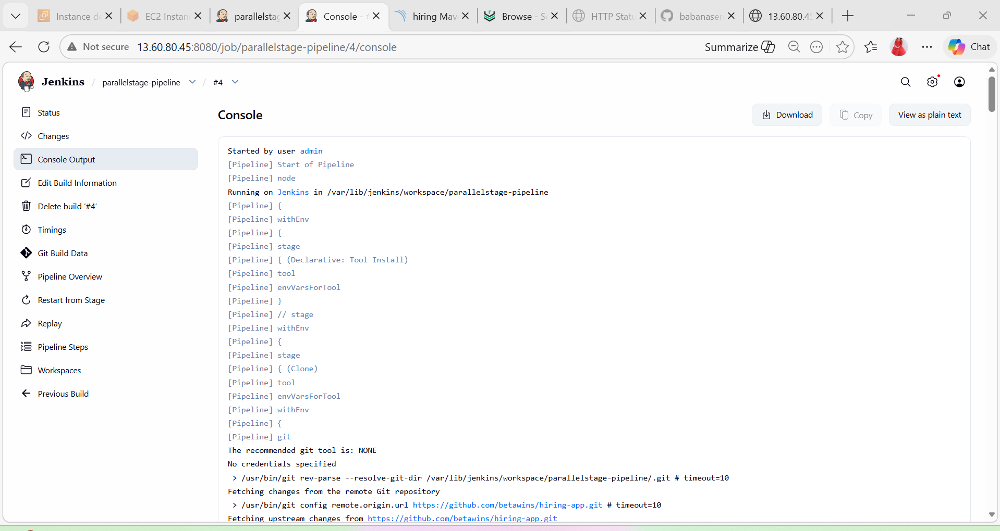 Instance de
EC2 Instan
parallelstag
Console - #
hiring Mav
Browse - S
HTTP Statu
babanaser
13.60.80.45
Not secure 13.60.80.45:8080/job/parallelstage-pipeline/4/console
Summarize
Chat
Jenkins / parallelstage-pipeline / #4
Status
Changes
Console Output
Edit Build Information
Delete build ‘#4’
Timings
Git Build Data
Pipeline Overview
Restart from Stage
Replay
Pipeline Steps
Workspaces
Previous Build
Console
Download
Copy
View as plain text
Started by user admin
[Pipeline] Start of Pipeline
[Pipeline] node
Running on Jenkins in /var/lib/jenkins/workspace/parallelstage-pipeline
[Pipeline] {
[Pipeline] withEnv
[Pipeline] {
[Pipeline] stage
[Pipeline] { (Declarative: Tool Install)
[Pipeline] tool
[Pipeline] envVarsForTool
[Pipeline] }
[Pipeline] // stage
[Pipeline] withEnv
[Pipeline] {
[Pipeline] stage
[Pipeline] { (Clone)
[Pipeline] tool
[Pipeline] envVarsForTool
[Pipeline] withEnv
[Pipeline] {
[Pipeline] git
The recommended git tool is: NONE
No credentials specified
> /usr/bin/git rev-parse --resolve-git-dir /var/lib/jenkins/workspace/parallelstage-pipeline/.git # timeout=10
Fetching changes from the remote Git repository
> /usr/bin/git config remote.origin.url https://github.com/betawins/hiring-app.git # timeout=10
Fetching upstream changes from https://github.com/betawins/hiring-app.git